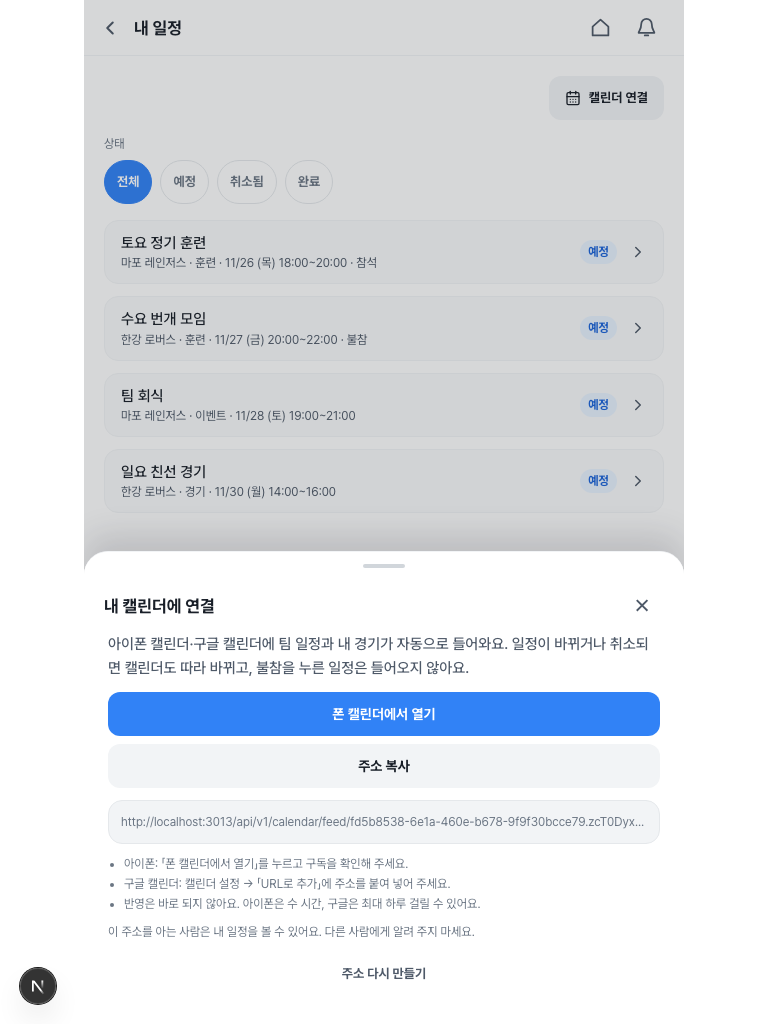 내 일정
캘린더 연결
상태
전체
예정
취소됨
완료
토요 정기 훈련
마포 레인저스 · 훈련 · 11/26 (목) 18:00~20:00 · 참석
예정
수요 번개 모임
한강 로버스 · 훈련 · 11/27 (금) 20:00~22:00 · 불참
예정
팀 회식
마포 레인저스 · 이벤트 · 11/28 (토) 19:00~21:00
예정
일요 친선 경기
한강 로버스 · 경기 · 11/30 (월) 14:00~16:00
예정
내 캘린더에 연결
아이폰 캘린더·구글 캘린더에 팀 일정과 내 경기가 자동으로 들어와요. 일정이 바뀌거나 취소되
면 캘린더도 따라 바뀌고, 불참을 누른 일정은 들어오지 않아요.
폰 캘린더에서 열기
주소 복사
http://localhost:3013/api/v1/calendar/feed/fd5b8538-6e1a-460e-b678-9f9f30bcce79.zcT0Dyx...
• 아이폰: 「폰 캘린더에서 열기」를 누르고 구독을 확인해 주세요.
• 구글 캘린더: 캘린더 설정 → 「URL로 추가」에 주소를 붙여 넣어 주세요.
• 반영은 바로 되지 않아요. 아이폰은 수 시간, 구글은 최대 하루 걸릴 수 있어요.
이 주소를 아는 사람은 내 일정을 볼 수 있어요. 다른 사람에게 알려 주지 마세요.
주소 다시 만들기
N